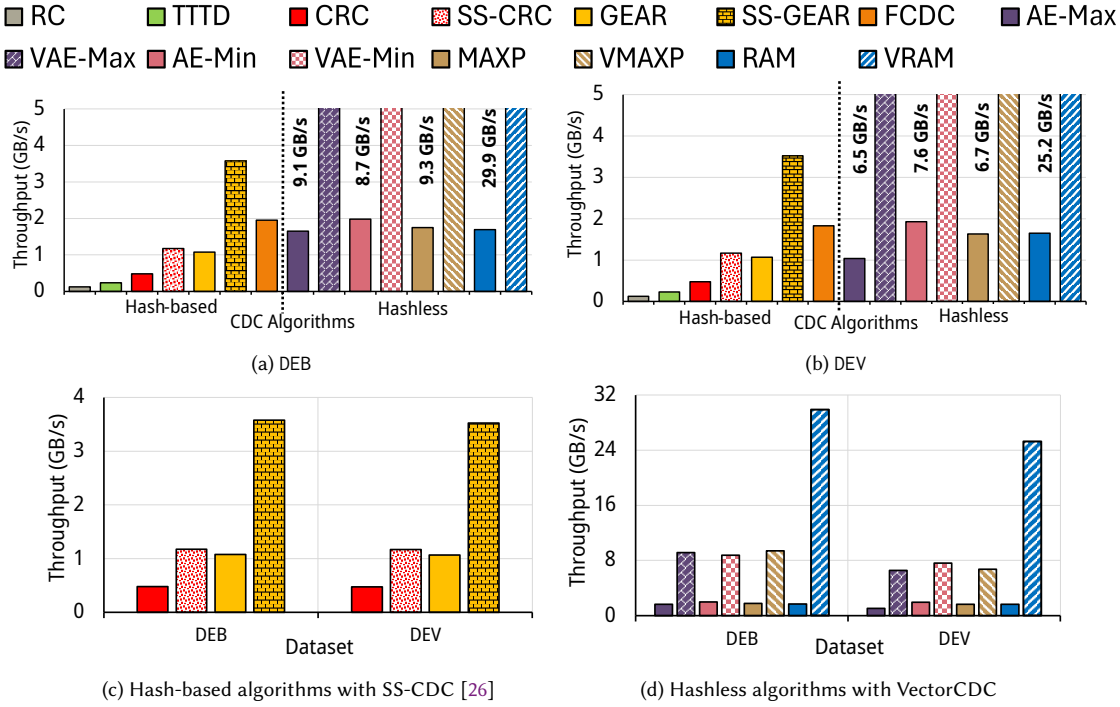 RC TTTD CRC SS-CRC GEAR SS-GEAR FCDC AE-Max
VAE-Max AE-Min VAE-Min MAXP VMAXP RAM VRAM
Throughput (GB/s)
5
4
3
2
1
0
9.1 GB/s
8.7 GB/s
9.3 GB/s
29.9 GB/s
Hash-based
Hashless
CDC Algorithms
(a) DEB
Throughput (GB/s)
5
4
3
2
1
0
6.5 GB/s
7.6 GB/s
6.7 GB/s
25.2 GB/s
Hash-based
Hashless
CDC Algorithms
(b) DEV
Throughput (GB/s)
4
3
2
1
0
DEB
DEV
Dataset
(c) Hash-based algorithms with SS-CDC [26]
Throughput (GB/s)
32
24
16
8
0
DEB
DEV
Dataset
(d) Hashless algorithms with VectorCDC